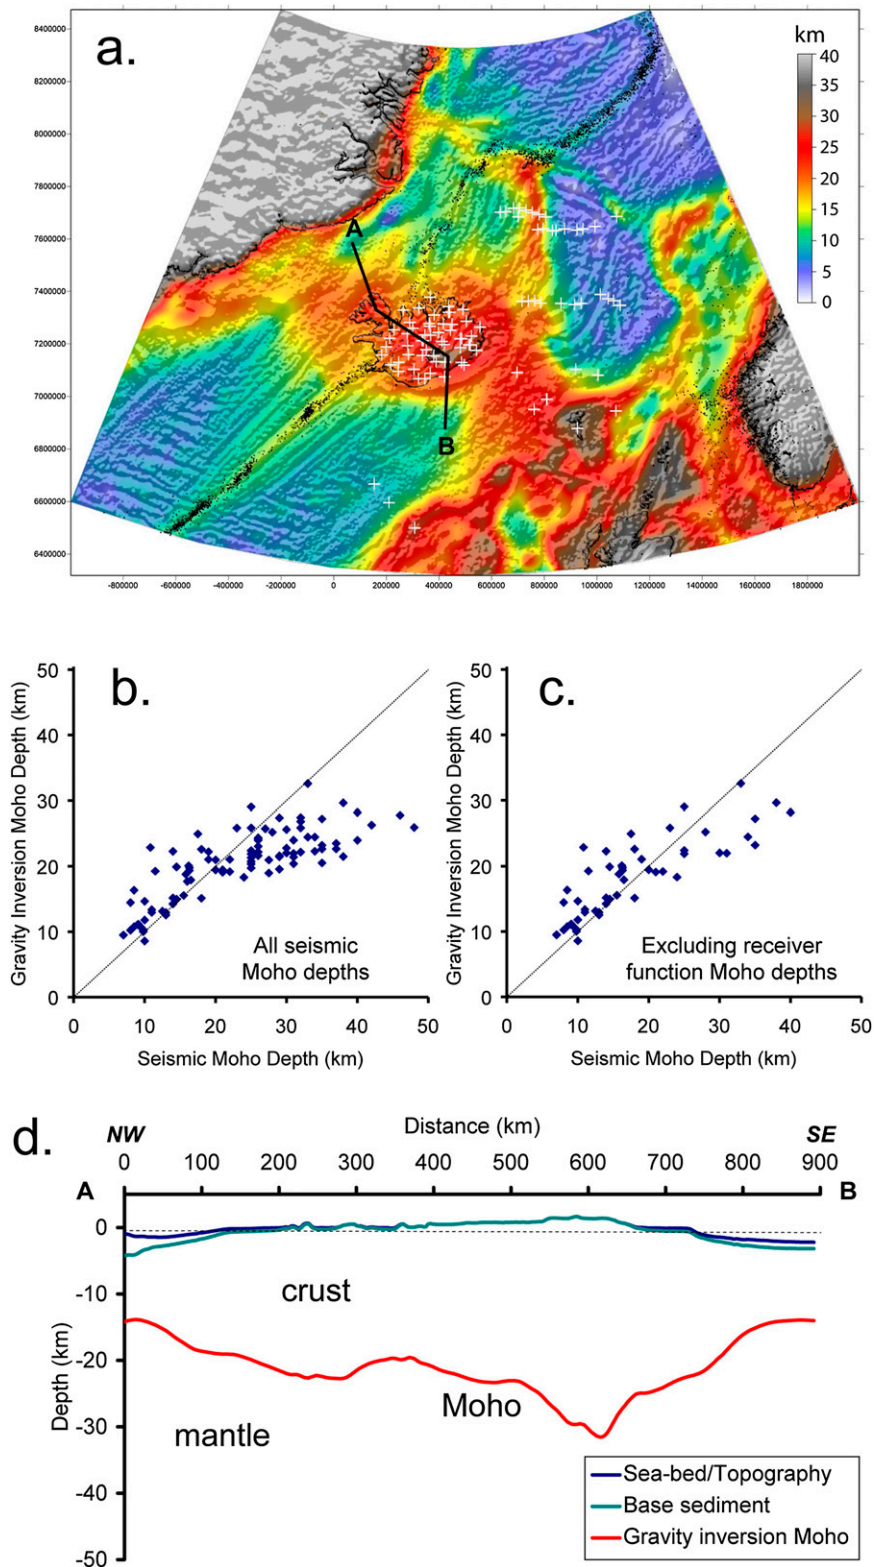 a.
km
40
35
30
25
20
15
10
5
0
8400000
8200000
8000000
7800000
7600000
7400000
7200000
7000000
6800000
6600000
6400000
A
B
-800000 -600000 -400000 -200000 0 200000 400000 600000 800000 1000000 1200000 1400000 1600000 1800000
b.
Gravity Inversion Moho Depth (km)
50
40
30
20
10
0
All seismic
Moho depths
0 10 20 30 40 50
Seismic Moho Depth (km)
c.
Gravity Inversion Moho Depth (km)
50
40
30
20
10
0
Excluding receiver
function Moho depths
0 10 20 30 40 50
Seismic Moho Depth (km)
d.
NW Distance (km) SE
0 100 200 300 400 500 600 700 800 900
A B
Depth (km)
0
-10
-20
-30
-40
-50
crust
Moho
mantle
Sea-bed/Topography
Base sediment
Gravity inversion Moho